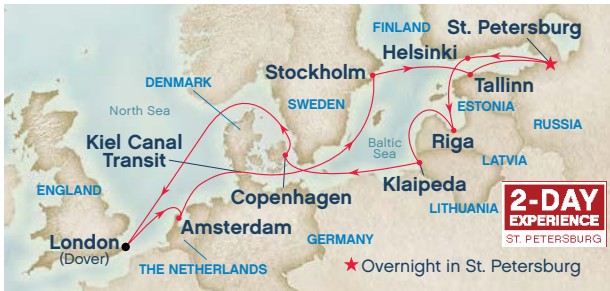 FINLAND
St. Petersburg
Helsinki
Stockholm
Tallinn
DENMARK
SWEDEN
ESTONIA
North Sea
RUSSIA
Kiel Canal
Transit
Baltic
Sea
Riga
LATVIA
ENGLAND
Copenhagen
Klaipeda
LITHUANIA
2-DAY
EXPERIENCE
ST. PETERSBURG
Amsterdam
London
(Dover)
GERMANY
THE NETHERLANDS
★ Overnight in St. Petersburg